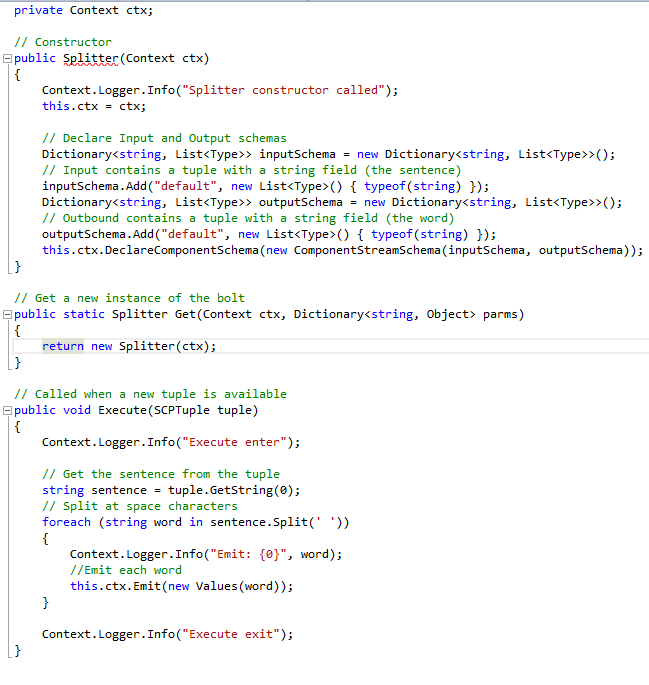 private Context ctx;

// Constructor
public Splitter(Context ctx)
{
    Context.Logger.Info("Splitter constructor called");
    this.ctx = ctx;

    // Declare Input and Output schemas
    Dictionary<string, List<Type>> inputSchema = new Dictionary<string, List<Type>>();
    // Input contains a tuple with a string field (the sentence)
    inputSchema.Add("default", new List<Type>() { typeof(string) });
    Dictionary<string, List<Type>> outputSchema = new Dictionary<string, List<Type>>();
    // Outbound contains a tuple with a string field (the word)
    outputSchema.Add("default", new List<Type>() { typeof(string) });
    this.ctx.DeclareComponentSchema(new ComponentStreamSchema(inputSchema, outputSchema));
}

// Get a new instance of the bolt
public static Splitter Get(Context ctx, Dictionary<string, Object> parms)
{
    return new Splitter(ctx);
}

// Called when a new tuple is available
public void Execute(SCPTuple tuple)
{
    Context.Logger.Info("Execute enter");

    // Get the sentence from the tuple
    string sentence = tuple.GetString(0);
    // Split at space characters
    foreach (string word in sentence.Split(' '))
    {
        Context.Logger.Info("Emit: {0}", word);
        //Emit each word
        this.ctx.Emit(new Values(word));
    }

    Context.Logger.Info("Execute exit");
}